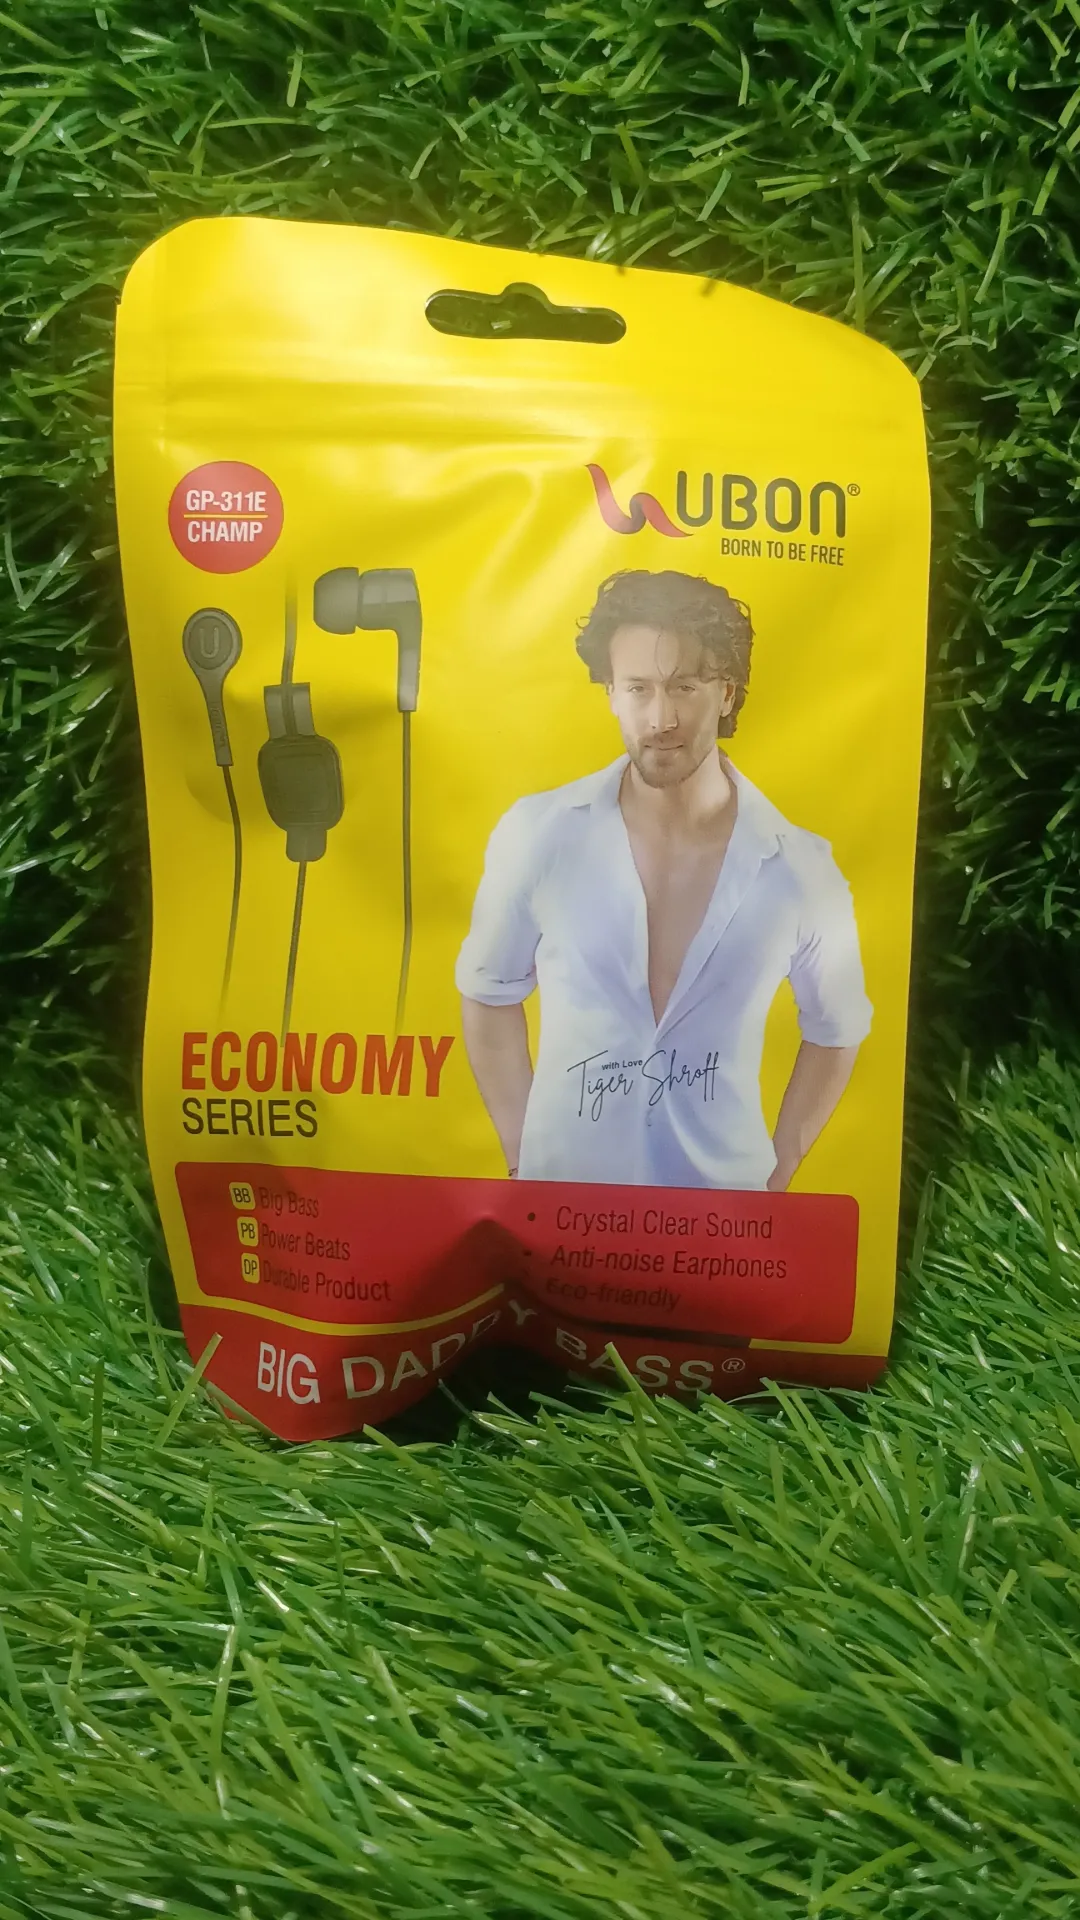 GP-311E
CHAMP
UBON®
BORN TO BE FREE
U
with Love
Tiger Shroff
ECONOMY
SERIES
BB Big Bass
PB Power Beats
DP Durable Product
• Crystal Clear Sound
• Anti-noise Earphones
• Eco-friendly
BIG DADDY BASS®